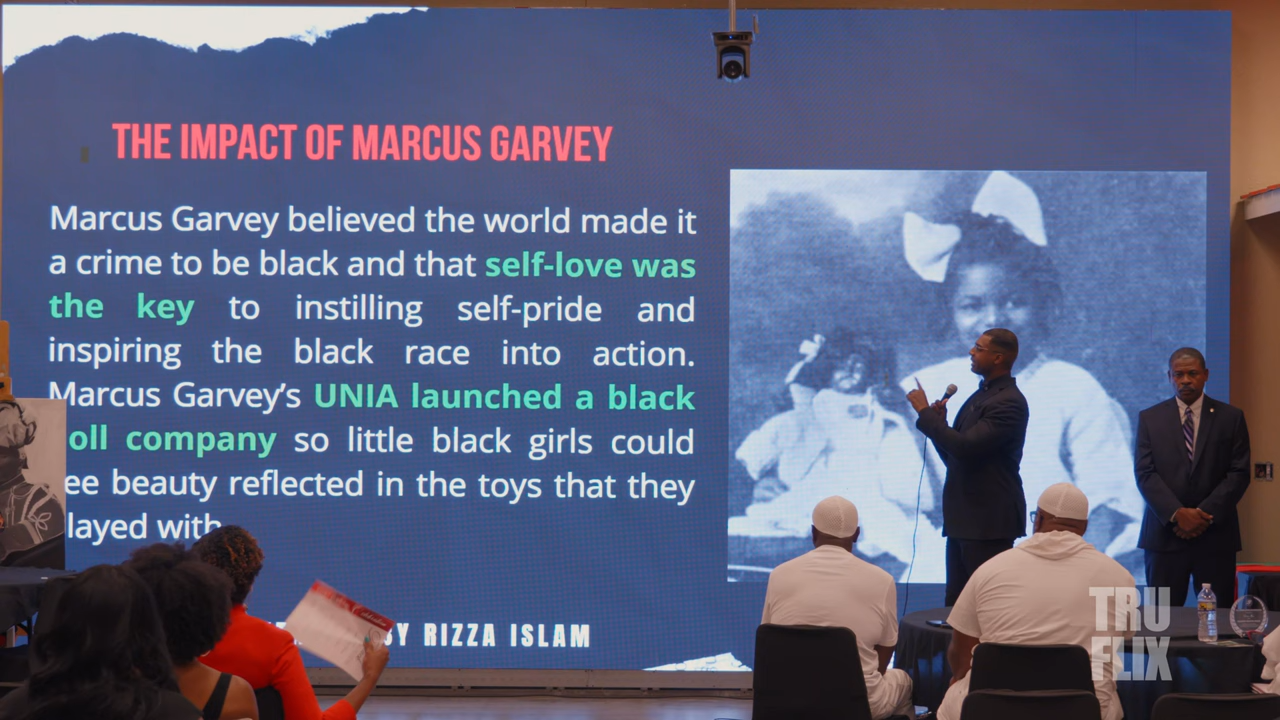 THE IMPACT OF MARCUS GARVEY
Marcus Garvey believed the world made it
a crime to be black and that self-love was
the key to instilling self-pride and
inspiring the black race into action.
Marcus Garvey's UNIA launched a black
oll company so little black girls could
ee beauty reflected in the toys that they
layed with
BY RIZZA ISLAM
TRU
FLIX